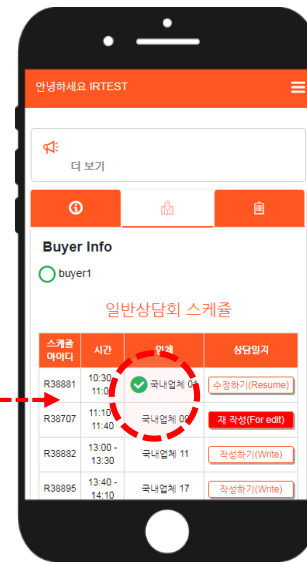 안녕하세요 IRTEST
더 보기
Buyer Info
buyer1
일반상담회 스케쥴
스케쥴 아이디 시간 업체 상담일지
R38881 10:30 - 11:0 국내업체 01 수정하기(Resume)
R38707 11:10 11:40 국내업체 09 재 작성(For edit)
R38882 13:00 - 13:30 국내업체 11 작성하기(Write)
R38895 13:40 - 14:10 국내업체 17 작성하기(Write)